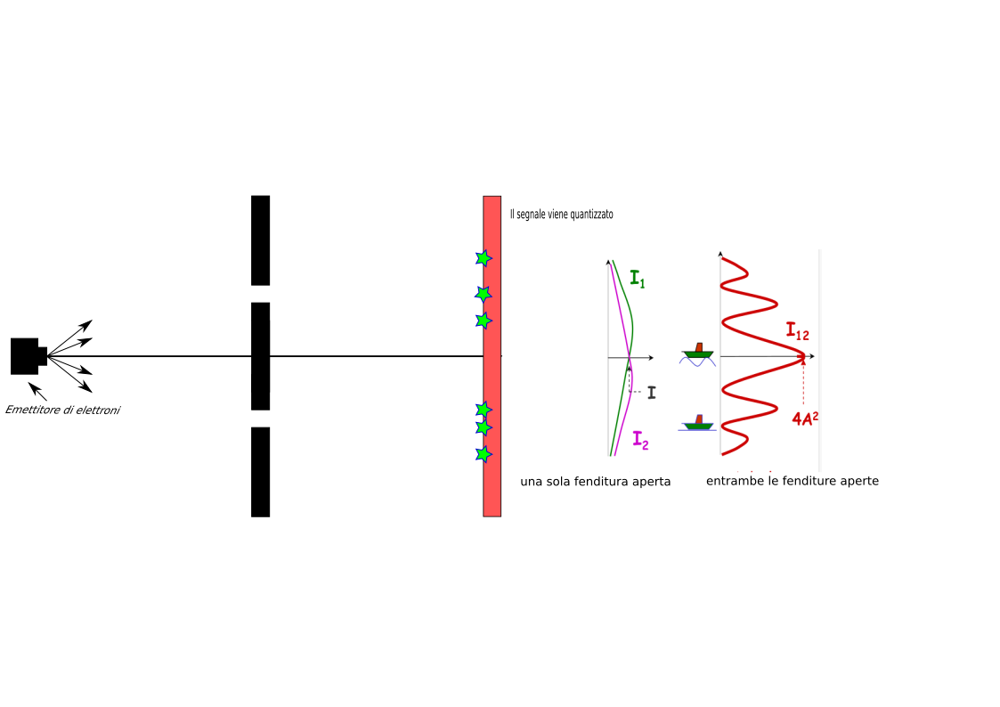 Il segnale viene quantizzato
I1
I12
I
4A²
I2
Emettitore di elettroni
una sola fenditura aperta
entrambe le fenditure aperte